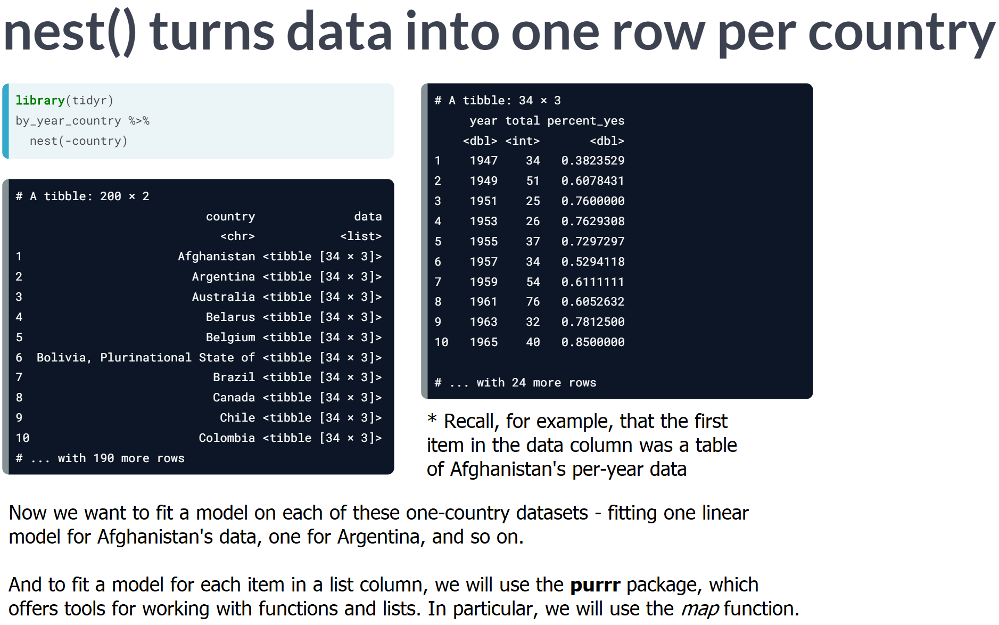 nest() turns data into one row per country
library(tidyr)
by_year_country %>%
  nest(-country)
# A tibble: 200 × 2
country data
<chr> <list>
1 Afghanistan <tibble [34 × 3]>
2 Argentina <tibble [34 × 3]>
3 Australia <tibble [34 × 3]>
4 Belarus <tibble [34 × 3]>
5 Belgium <tibble [34 × 3]>
6 Bolivia, Plurinational State of <tibble [34 × 3]>
7 Brazil <tibble [34 × 3]>
8 Canada <tibble [34 × 3]>
9 Chile <tibble [34 × 3]>
10 Colombia <tibble [34 × 3]>
# ... with 190 more rows
# A tibble: 34 × 3
year total percent_yes
<dbl> <int> <dbl>
1 1947 34 0.3823529
2 1949 51 0.6078431
3 1951 25 0.7600000
4 1953 26 0.7629308
5 1955 37 0.7297297
6 1957 34 0.5294118
7 1959 54 0.6111111
8 1961 76 0.6052632
9 1963 32 0.7812500
10 1965 40 0.8500000
# ... with 24 more rows
* Recall, for example, that the first
item in the data column was a table
of Afghanistan's per-year data
Now we want to fit a model on each of these one-country datasets - fitting one linear
model for Afghanistan's data, one for Argentina, and so on.
And to fit a model for each item in a list column, we will use the purrr package, which
offers tools for working with functions and lists. In particular, we will use the map function.